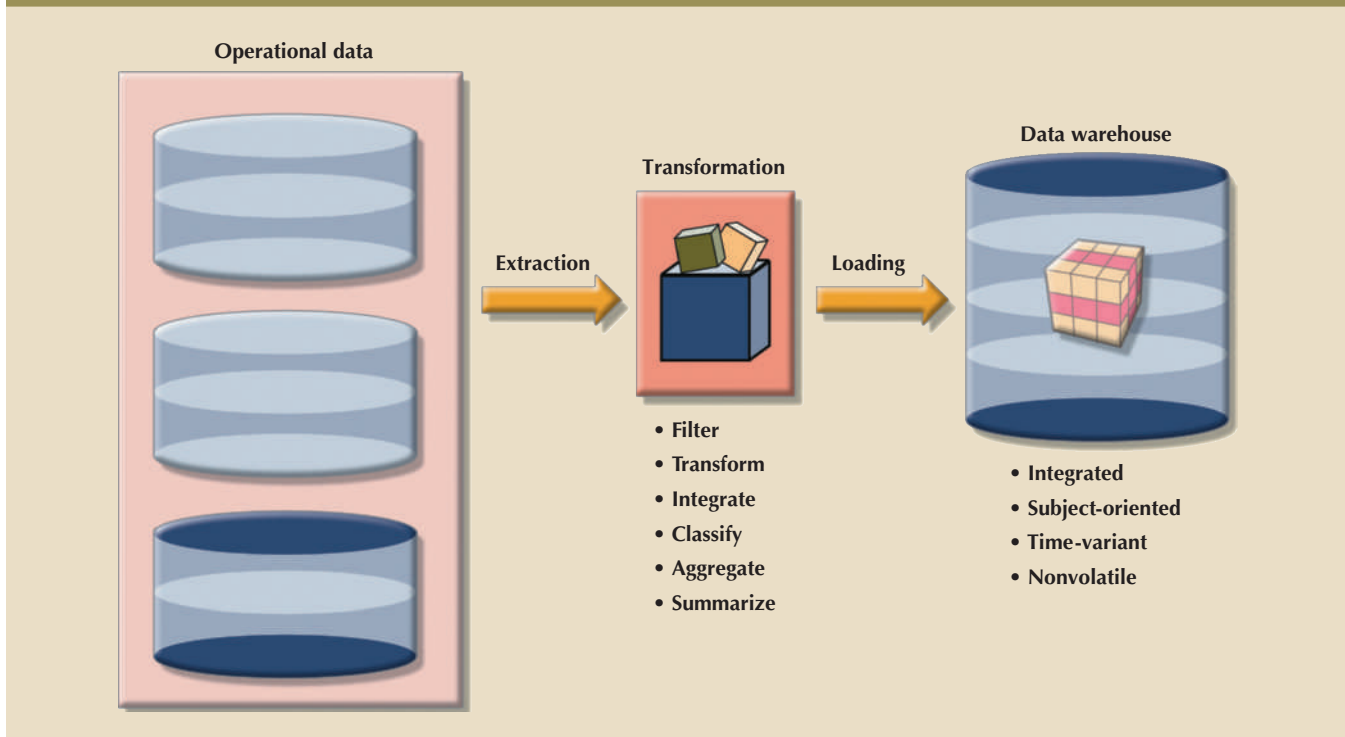 Operational data
Extraction
Transformation
• Filter
• Transform
• Integrate
• Classify
• Aggregate
• Summarize
Loading
Data warehouse
• Integrated
• Subject-oriented
• Time-variant
• Nonvolatile